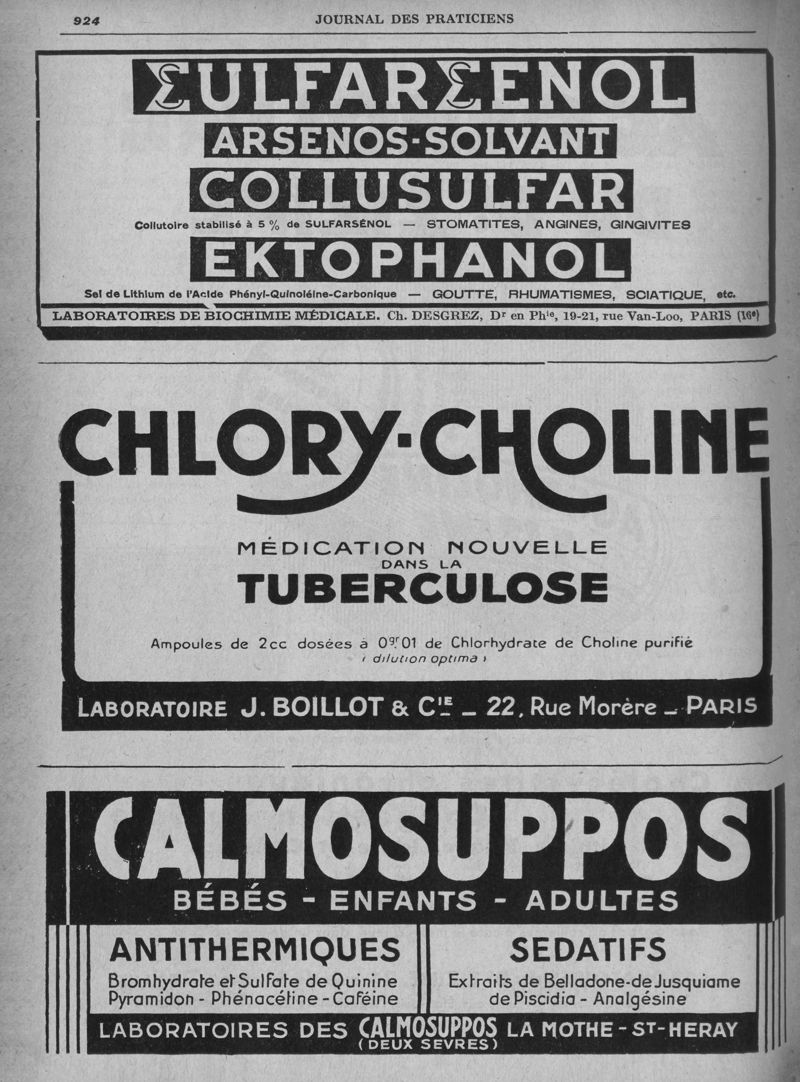 924
JOURNAL DES PRATICIENS
SULFARSENOL
ARSENOS-SOLVANT
COLLUSULFAR
Collutoire stabilisé à 5 % de SULFARSÉNOL — STOMATITES, ANGINES, GINGIVITES
EKTOPHANOL
Sel de Lithium de l'Acide Phényl-Quinoléine-Carbonique — GOUTTE, RHUMATISMES, SCIATIQUE, etc.
LABORATOIRES DE BIOCHIMIE MÉDICALE. Ch. DESGREZ, Dr en Phie, 19-21, rue Van-Loo, PARIS (16e)
CHLORY-CHOLINE
MÉDICATION NOUVELLE
DANS LA
TUBERCULOSE
Ampoules de 2cc dosées à 0gr01 de Chlorhydrate de Choline purifié
( dilution optima )
LABORATOIRE J. BOILLOT & CIE _ 22, Rue Morère _ PARIS
CALMOSUPPOS
BÉBÉS - ENFANTS - ADULTES
ANTITHERMIQUES
Bromhydrate et Sulfate de Quinine
Pyramidon - Phénacétine - Caféine
SEDATIFS
Extraits de Belladone-de Jusquiame
de Piscidia - Analgésine
LABORATOIRES DES CALMOSUPPOS LA MOTHE - ST-HERAY
(DEUX SEVRES)